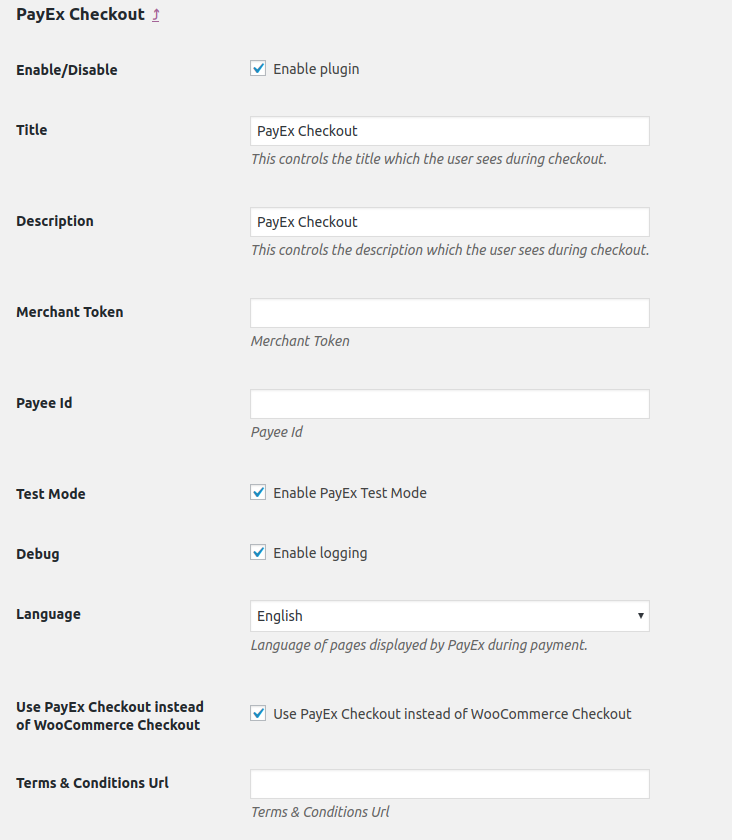 PayEx Checkout ⤴
Enable/Disable
Enable plugin
Title
PayEx Checkout
This controls the title which the user sees during checkout.
Description
PayEx Checkout
This controls the description which the user sees during checkout.
Merchant Token
Merchant Token
Payee Id
Payee Id
Test Mode
Enable PayEx Test Mode
Debug
Enable logging
Language
English
Language of pages displayed by PayEx during payment.
Use PayEx Checkout instead
of WooCommerce Checkout
Use PayEx Checkout instead of WooCommerce Checkout
Terms & Conditions Url
Terms & Conditions Url